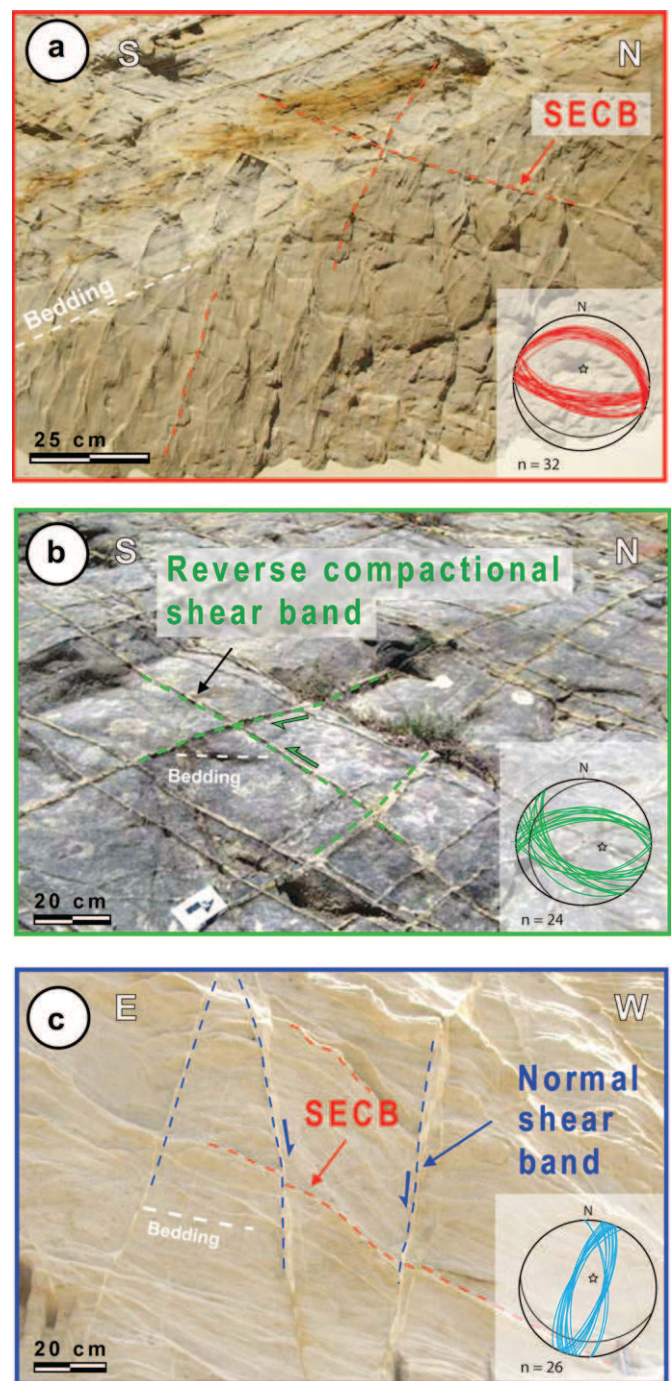 a
S
N
SECB
Bedding
25 cm
N
n = 32
b
S
N
Reverse compactional
shear band
Bedding
20 cm
N
n = 24
c
E
W
Normal
shear
band
SECB
Bedding
20 cm
N
n = 26